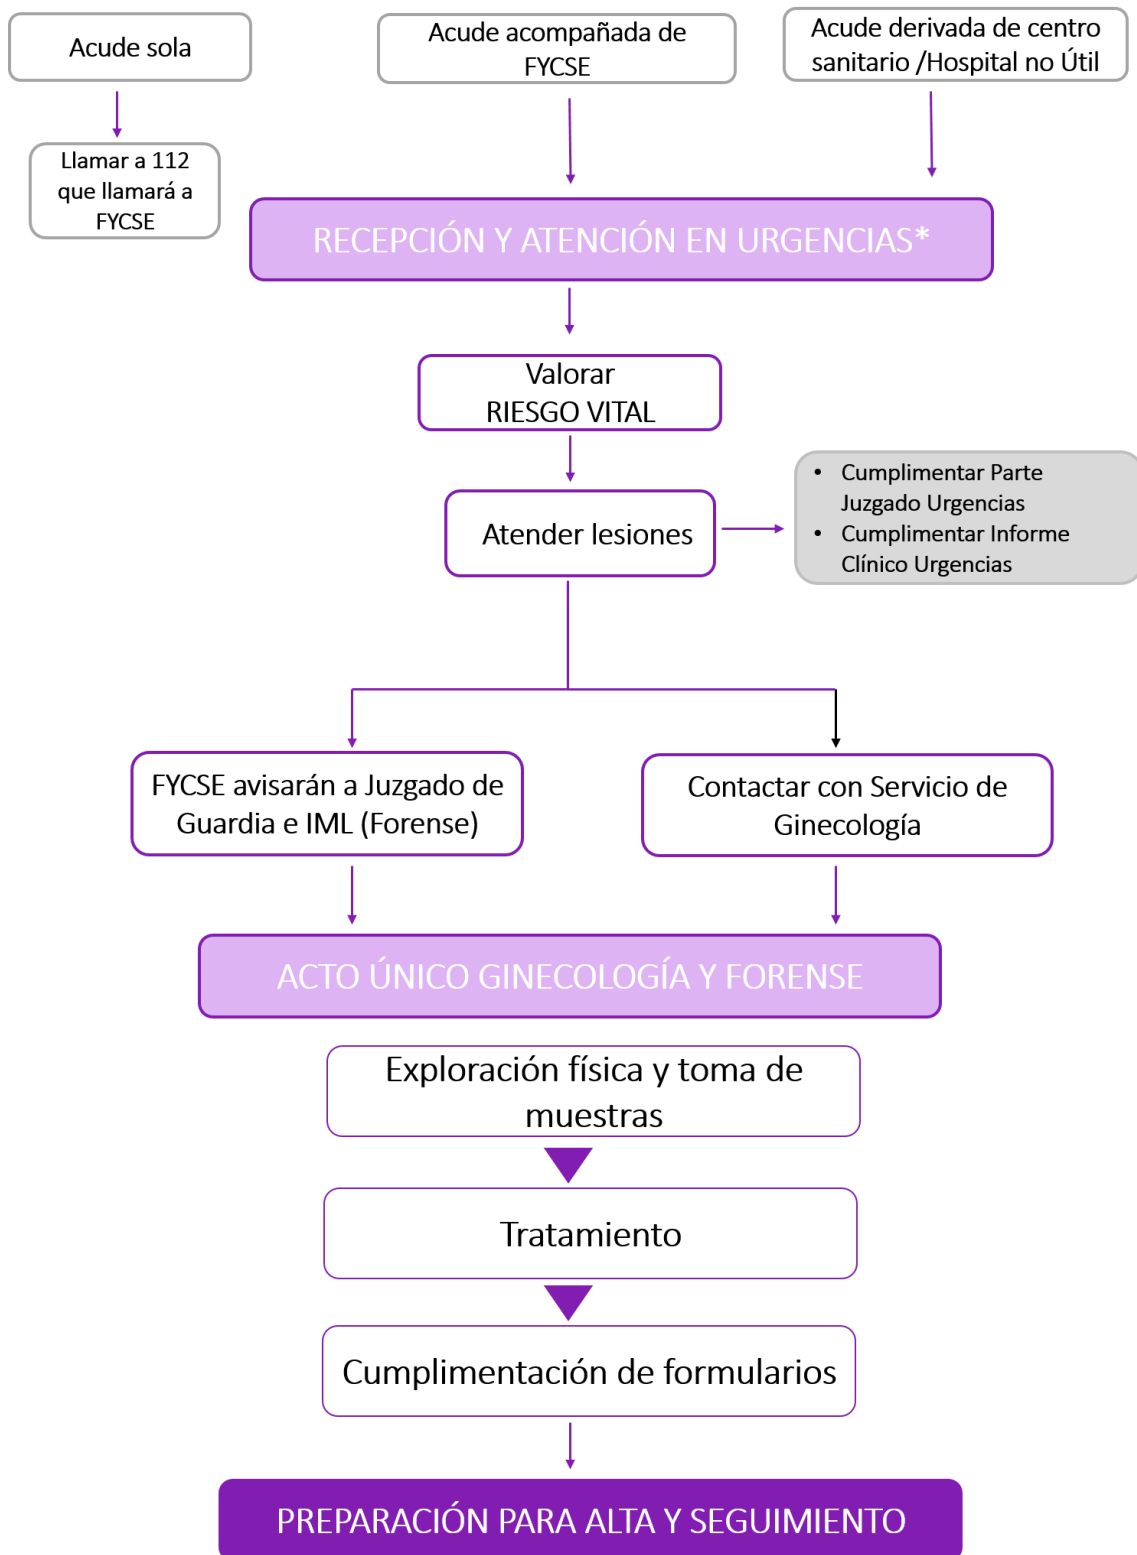 Acude sola
Acude acompañada de
FYCSE
Acude derivada de centro
sanitario /Hospital no Útil
Llamar a 112
que llamará a
FYCSE
RECEPCIÓN Y ATENCIÓN EN URGENCIAS*
Valorar
RIESGO VITAL
Atender lesiones
• Cumplimentar Parte
Juzgado Urgencias
• Cumplimentar Informe
Clínico Urgencias
FYCSE avisarán a Juzgado de
Guardia e IML (Forense)
Contactar con Servicio de
Ginecología
ACTO ÚNICO GINECOLOGÍA Y FORENSE
Exploración física y toma de
muestras
Tratamiento
Cumplimentación de formularios
PREPARACIÓN PARA ALTA Y SEGUIMIENTO